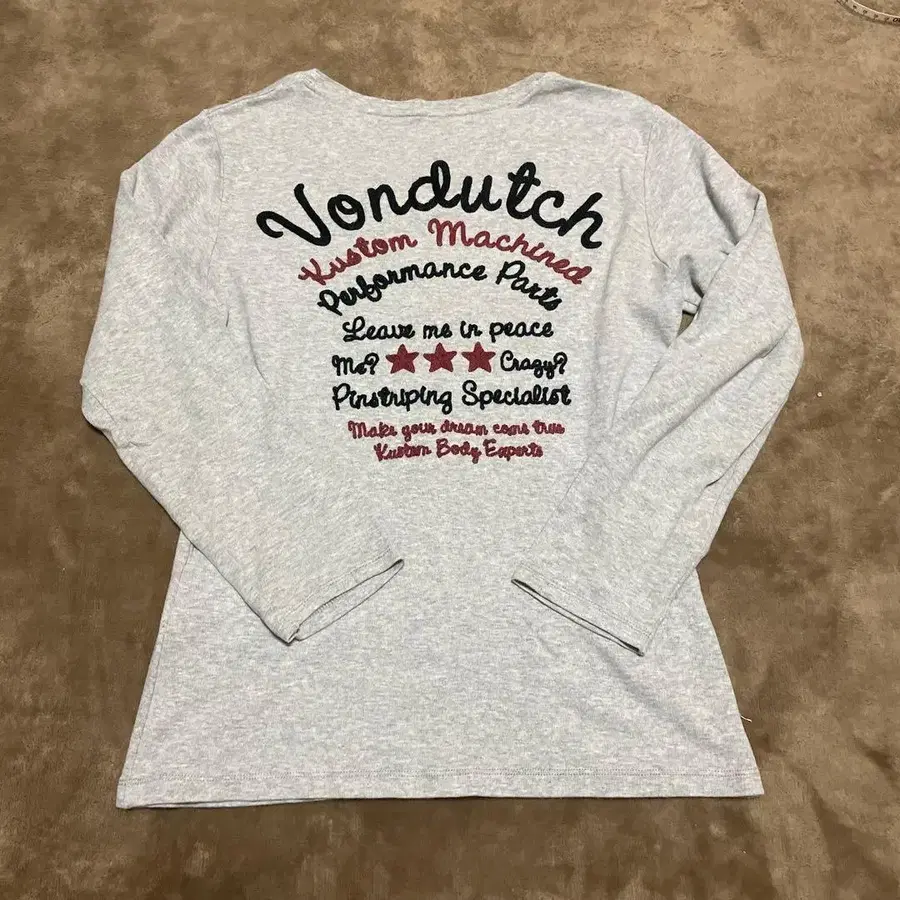 Vondutch
Kustom Machined
Performance Parts
Leave me in peace
Me? ★★★ Crazy?
Pinstriping Specialist
Make your dream come true
Kustom Body Experts